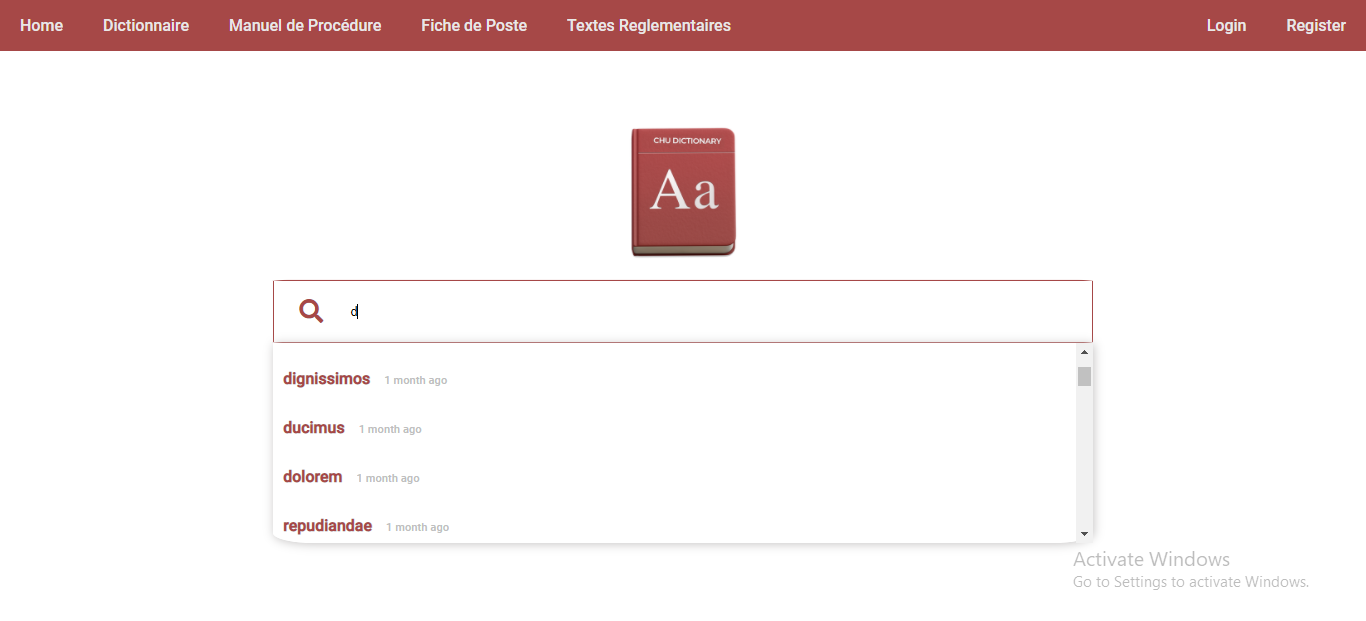 Home Dictionnaire Manuel de Procédure Fiche de Poste Textes Reglementaires Login Register
CHU DICTIONARY
Aa
d
dignissimos 1 month ago
ducimus 1 month ago
dolorem 1 month ago
repudiandae 1 month ago
Activate Windows
Go to Settings to activate Windows.